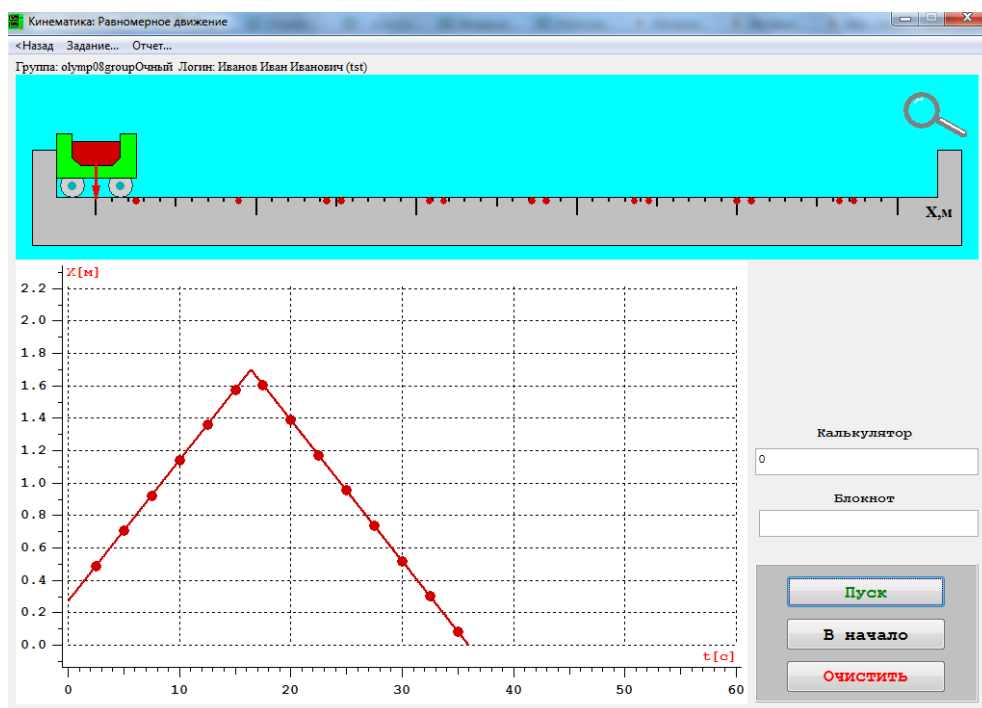 Кинематика: Равномерное движение
<Назад Задание... Отчет...
Группа: olymp08groupОчный Логин: Иванов Иван Иванович (tst)
X,м
X[м]
2.2
2.0
1.8
1.6
1.4
1.2
1.0
0.8
0.6
0.4
0.2
0.0
t[с]
0 10 20 30 40 50 60
Калькулятор
0
Блокнот
Пуск
В начало
Очистить